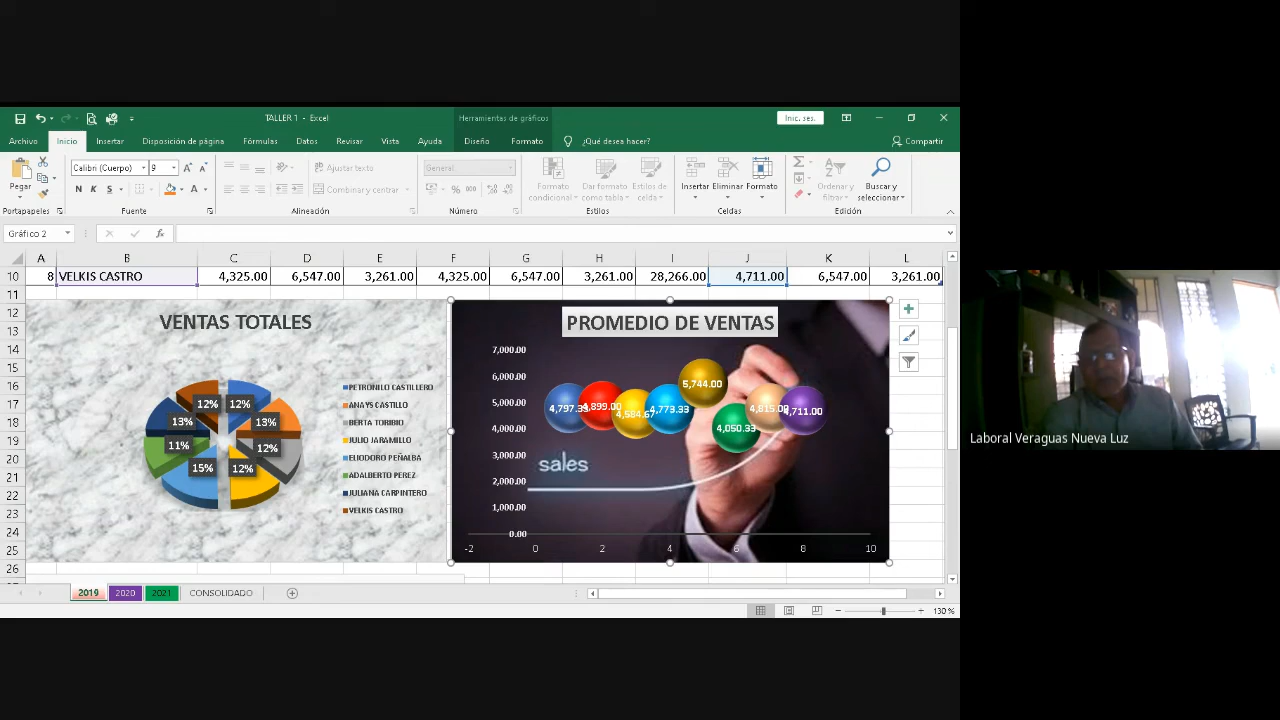 TALLER 1 - Excel
Herramientas de gráficos
Inic. ses.
Archivo Inicio Insertar Disposición de página Fórmulas Datos Revisar Vista Ayuda Diseño Formato ¿Qué desea hacer? Compartir
Pegar
Calibri (Cuerpo) 9
N K S
Ajustar texto
Combinar y centrar
General
% 000
Formato condicional
Dar formato como tabla
Estilos de celda
Insertar Eliminar Formato
Ordenar y filtrar
Buscar y seleccionar
Portapapeles Fuente Alineación Número Estilos Celdas Edición
Gráfico 2 fx
A B C D E F G H I J K L
10 8 VELKIS CASTRO 4,325.00 6,547.00 3,261.00 4,325.00 6,547.00 3,261.00 28,266.00 4,711.00 6,547.00 3,261.00
11
12
13
14
15
16
17
18
19
20
21
22
23
24
25
26
VENTAS TOTALES
12% 12%
13% 13%
11% 12%
15% 12%
PETRONILO CASTILLERO
ANAYS CASTILLO
BERTA TORIBIO
JULIO JARAMILLO
ELIODORO PEÑALBA
ADALBERTO PEREZ
JULIANA CARPINTERO
VELKIS CASTRO
PROMEDIO DE VENTAS
7,000.00
6,000.00
5,000.00
4,000.00
3,000.00
2,000.00
1,000.00
0.00
4,773.33 5,744.00 4,050.33
sales
-2 0 2 4 6 8 10
2019 2020 2021 CONSOLIDADO
130 %
Laboral Veraguas Nueva Luz